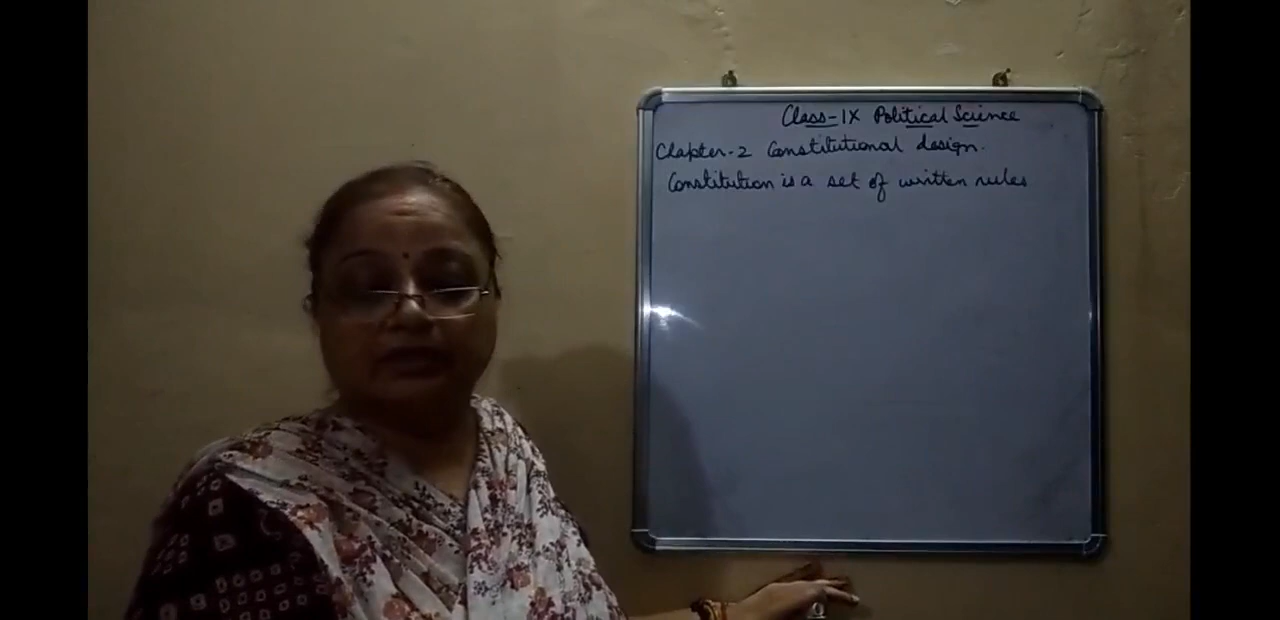 Class-IX Political Science
Chapter-2 Constitutional design.
Constitution is a set of written rules